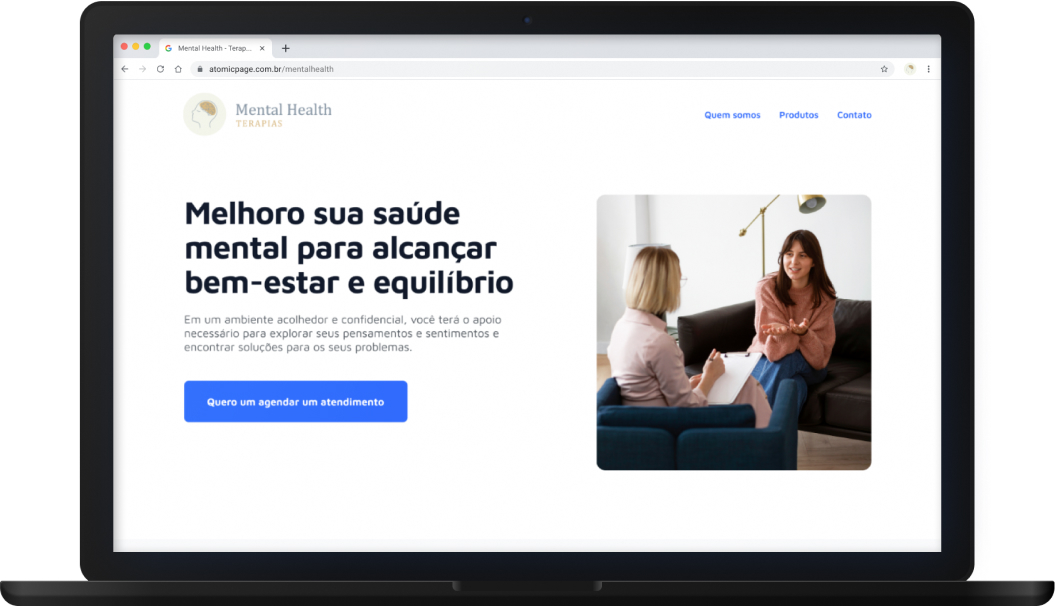 Mental Health - Terap...
atomicpage.com.br/mentalhealth
Mental Health
TERAPIAS
Quem somos Produtos Contato
Melhoro sua saúde
mental para alcançar
bem-estar e equilíbrio
Em um ambiente acolhedor e confidencial, você terá o apoio
necessário para explorar seus pensamentos e sentimentos e
encontrar soluções para os seus problemas.
Quero um agendar um atendimento